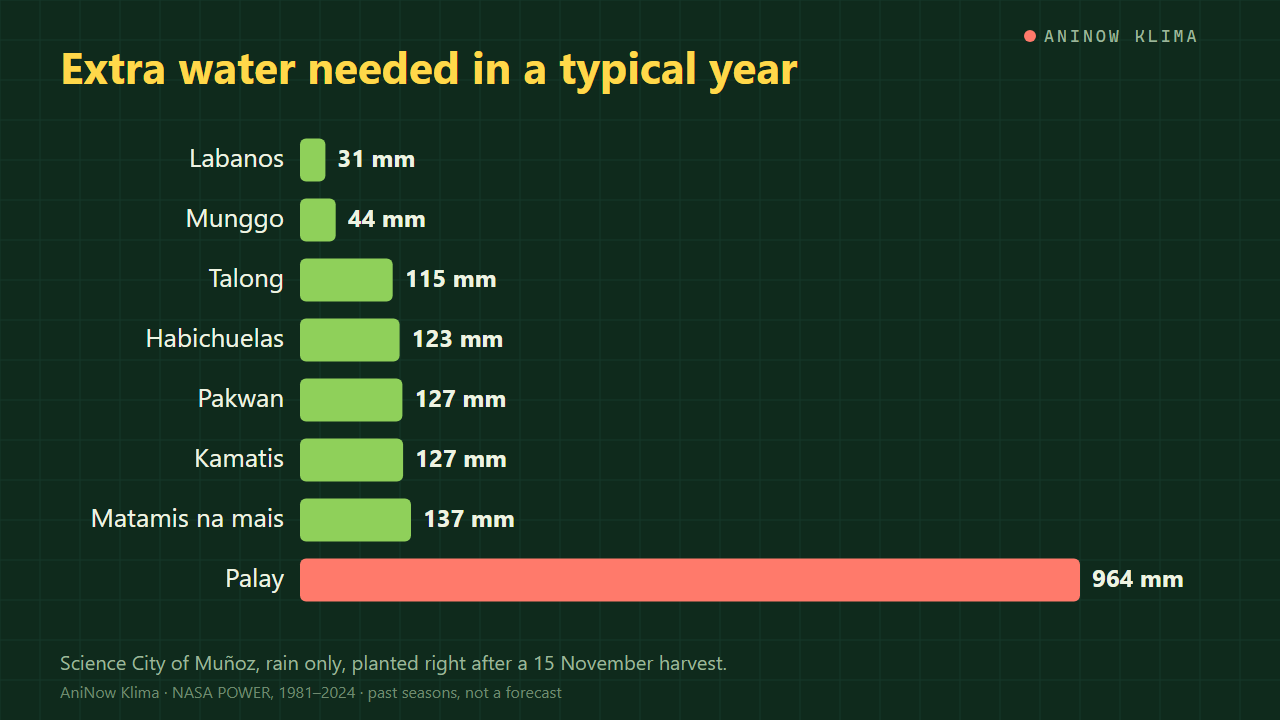 ANINOW KLIMA
Extra water needed in a typical year
Labanos 31 mm
Munggo 44 mm
Talong 115 mm
Habichuelas 123 mm
Pakwan 127 mm
Kamatis 127 mm
Matamis na mais 137 mm
Palay 964 mm
Science City of Muñoz, rain only, planted right after a 15 November harvest.
AniNow Klima · NASA POWER, 1981–2024 · past seasons, not a forecast